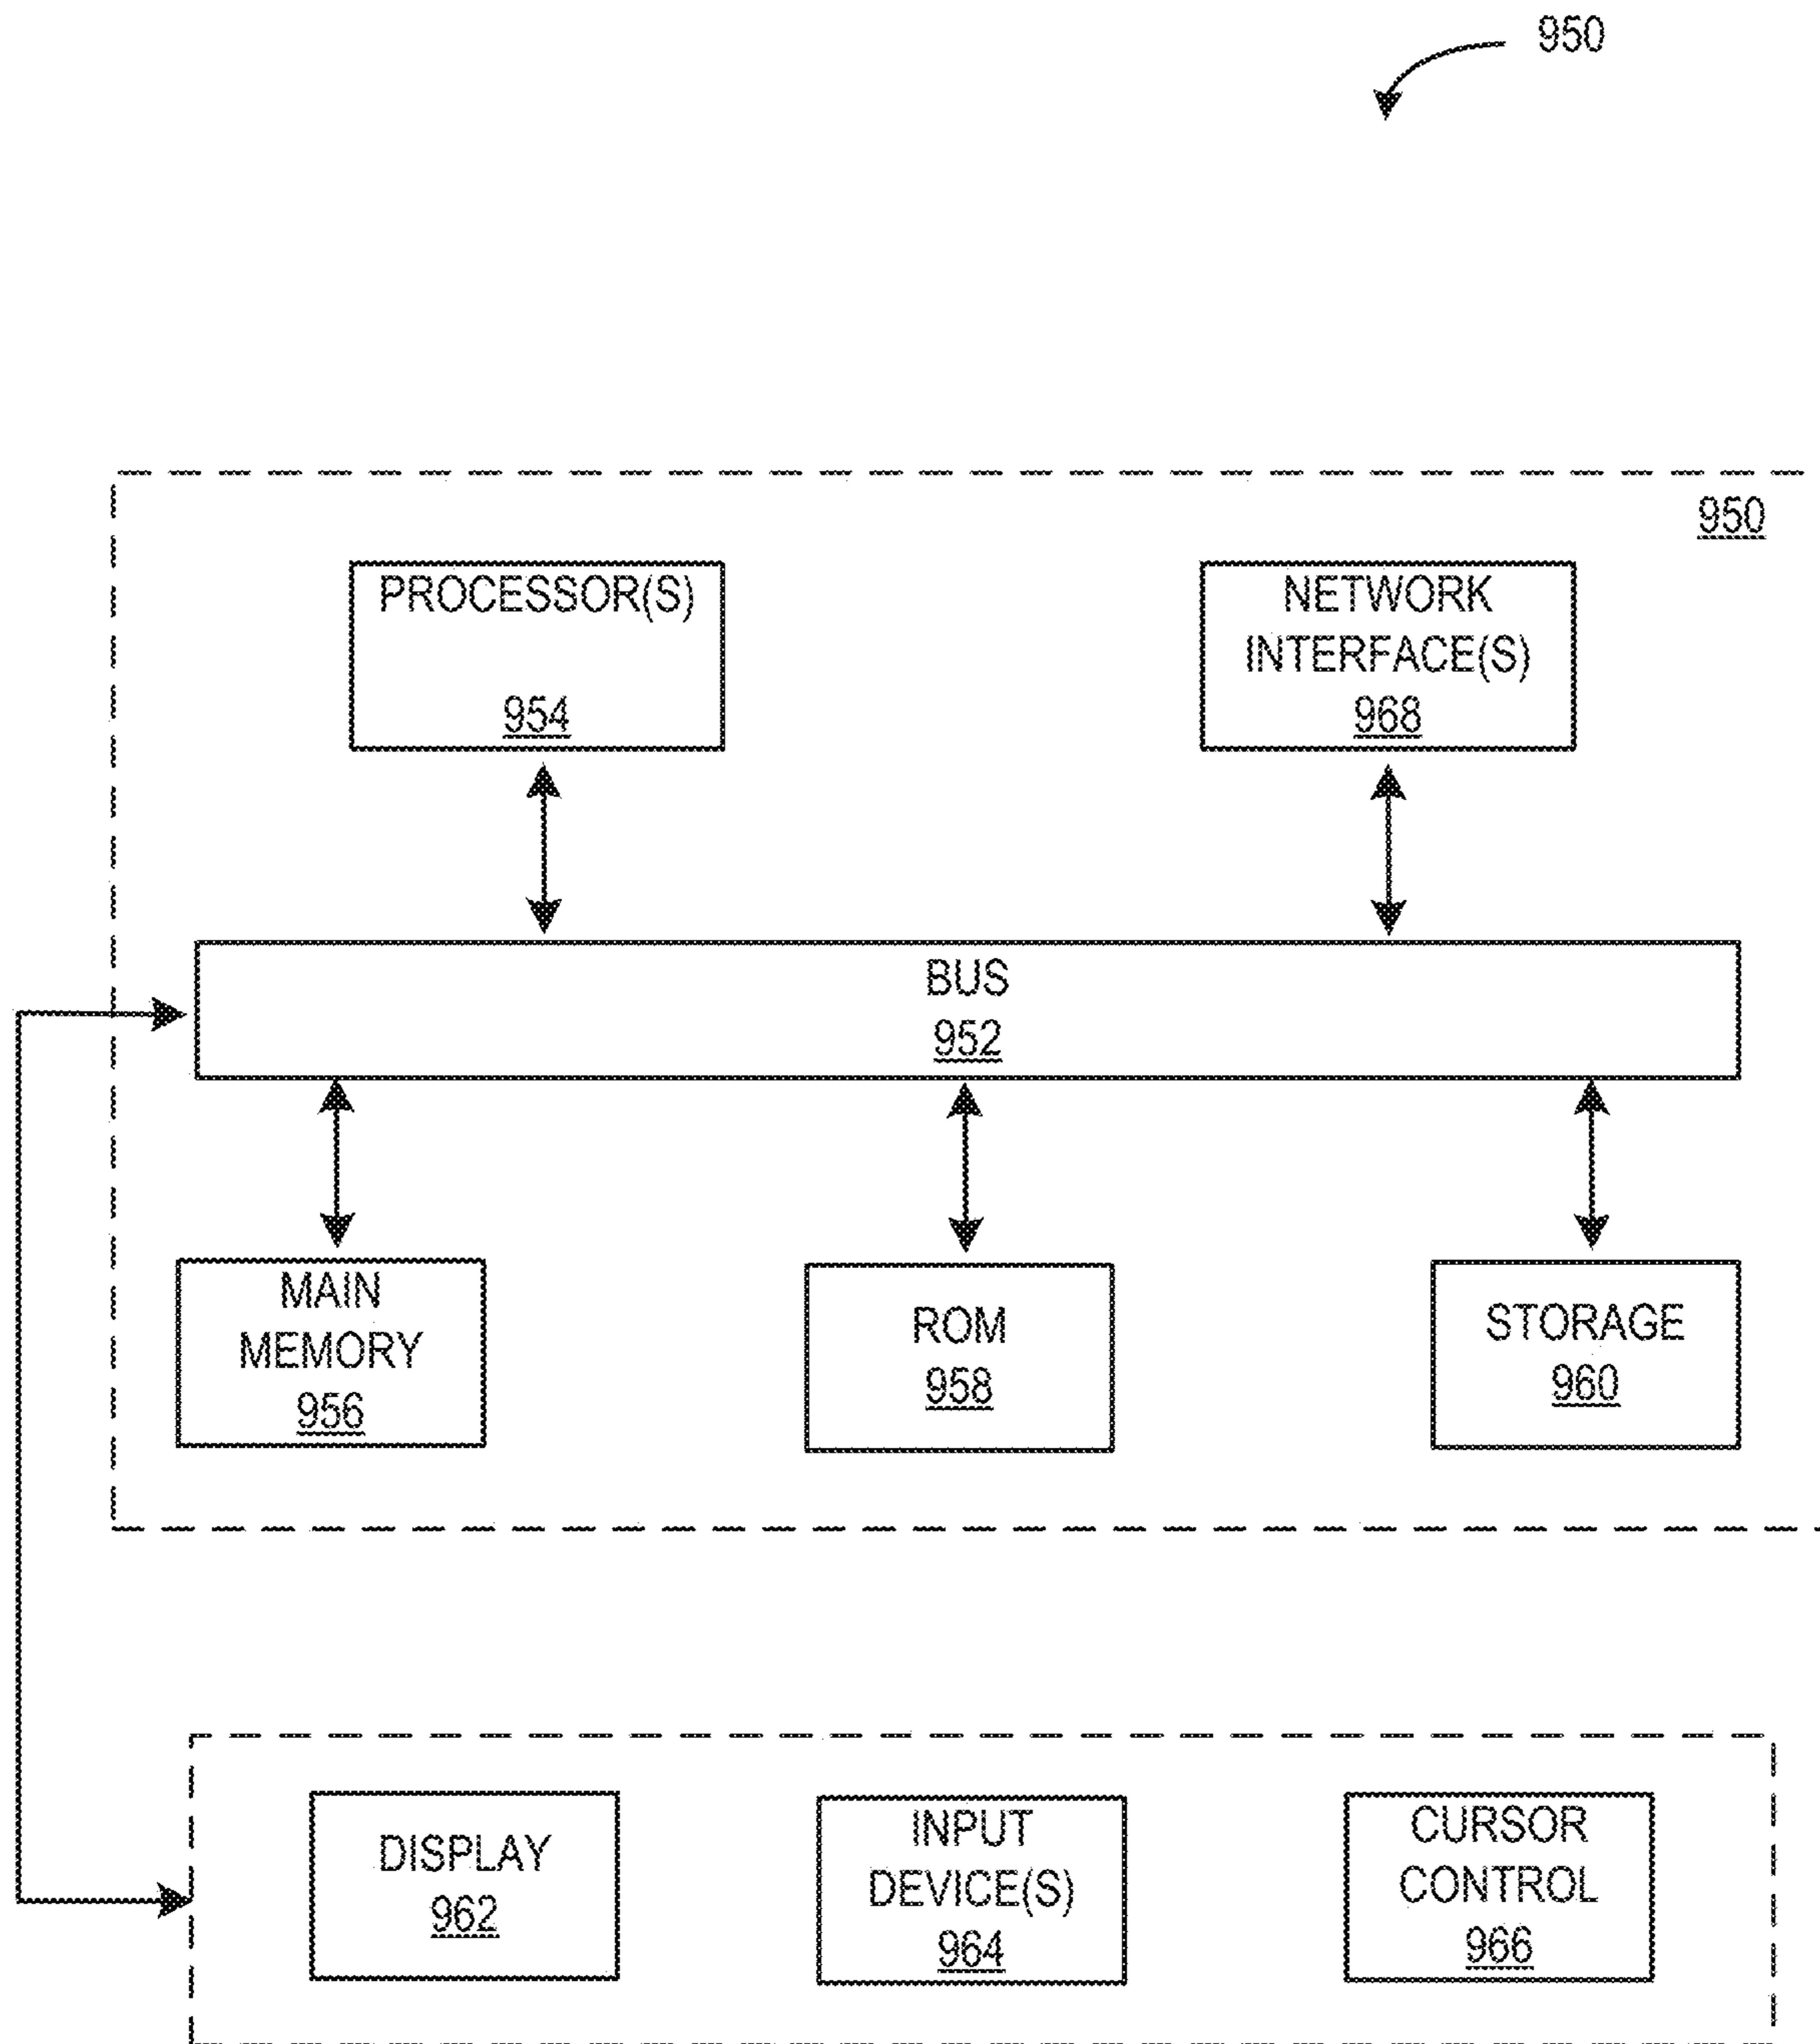 950
950
PROCESSOR(S)
954
NETWORK
INTERFACE(S)
968
BUS
952
MAIN
MEMORY
956
ROM
958
STORAGE
960
DISPLAY
962
INPUT
DEVICE(S)
964
CURSOR
CONTROL
966